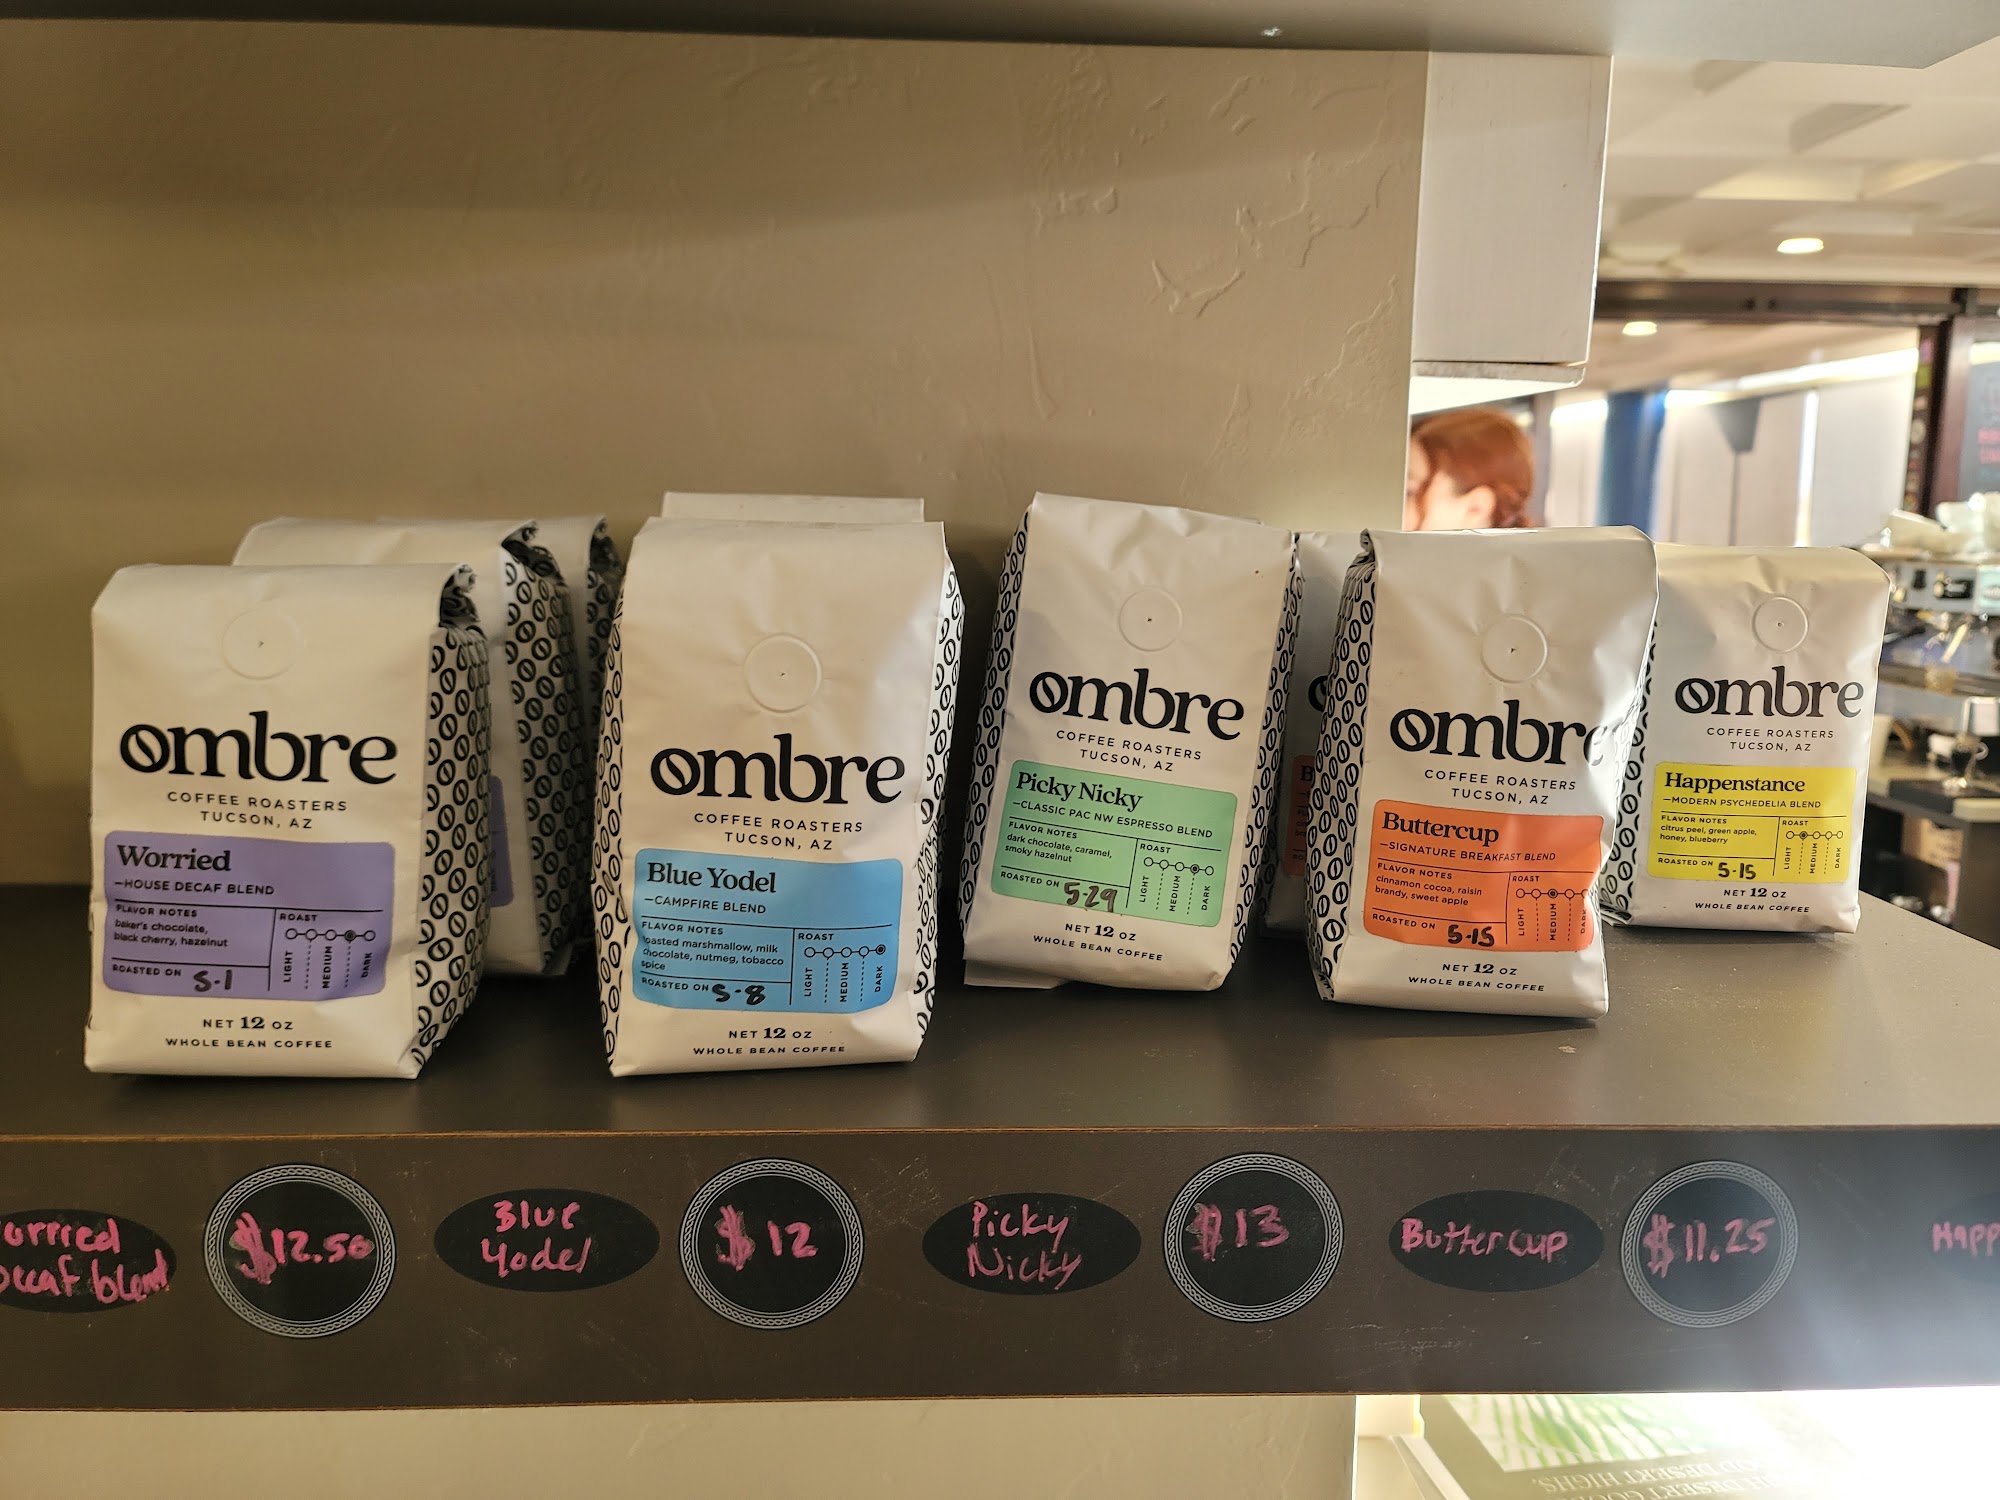 ombre
COFFEE ROASTERS
TUCSON, AZ
Worried
—HOUSE DECAF BLEND
FLAVOR NOTES
baker's chocolate,
black cherry, hazelnut
ROASTED ON 5-1
ROAST
LIGHT
MEDIUM
DARK
NET 12 OZ
WHOLE BEAN COFFEE
ombre
COFFEE ROASTERS
TUCSON, AZ
Blue Yodel
—CAMPFIRE BLEND
FLAVOR NOTES
toasted marshmallow, milk
chocolate, nutmeg, tobacco
spice
ROASTED ON 5-8
ROAST
LIGHT
MEDIUM
DARK
NET 12 OZ
WHOLE BEAN COFFEE
ombre
COFFEE ROASTERS
TUCSON, AZ
Picky Nicky
—CLASSIC PAC NW ESPRESSO BLEND
FLAVOR NOTES
dark chocolate, caramel,
smoky hazelnut
ROASTED ON 5-29
ROAST
LIGHT
MEDIUM
DARK
NET 12 OZ
WHOLE BEAN COFFEE
ombre
COFFEE ROASTERS
TUCSON, AZ
Buttercup
—SIGNATURE BREAKFAST BLEND
FLAVOR NOTES
cinnamon cocoa, raisin
brandy, sweet apple
ROASTED ON 5-15
ROAST
LIGHT
MEDIUM
DARK
NET 12 OZ
WHOLE BEAN COFFEE
ombre
COFFEE ROASTERS
TUCSON, AZ
Happenstance
—MODERN PSYCHEDELIA BLEND
FLAVOR NOTES
citrus peel, green apple,
honey, blueberry
ROASTED ON 5-15
ROAST
LIGHT
MEDIUM
DARK
NET 12 OZ
WHOLE BEAN COFFEE
orried
ecaf blend
$12.50
Blue
Yodel
$12
Picky
Nicky
$13
Buttercup
$11.25
Happ
DESERT HIGHS,